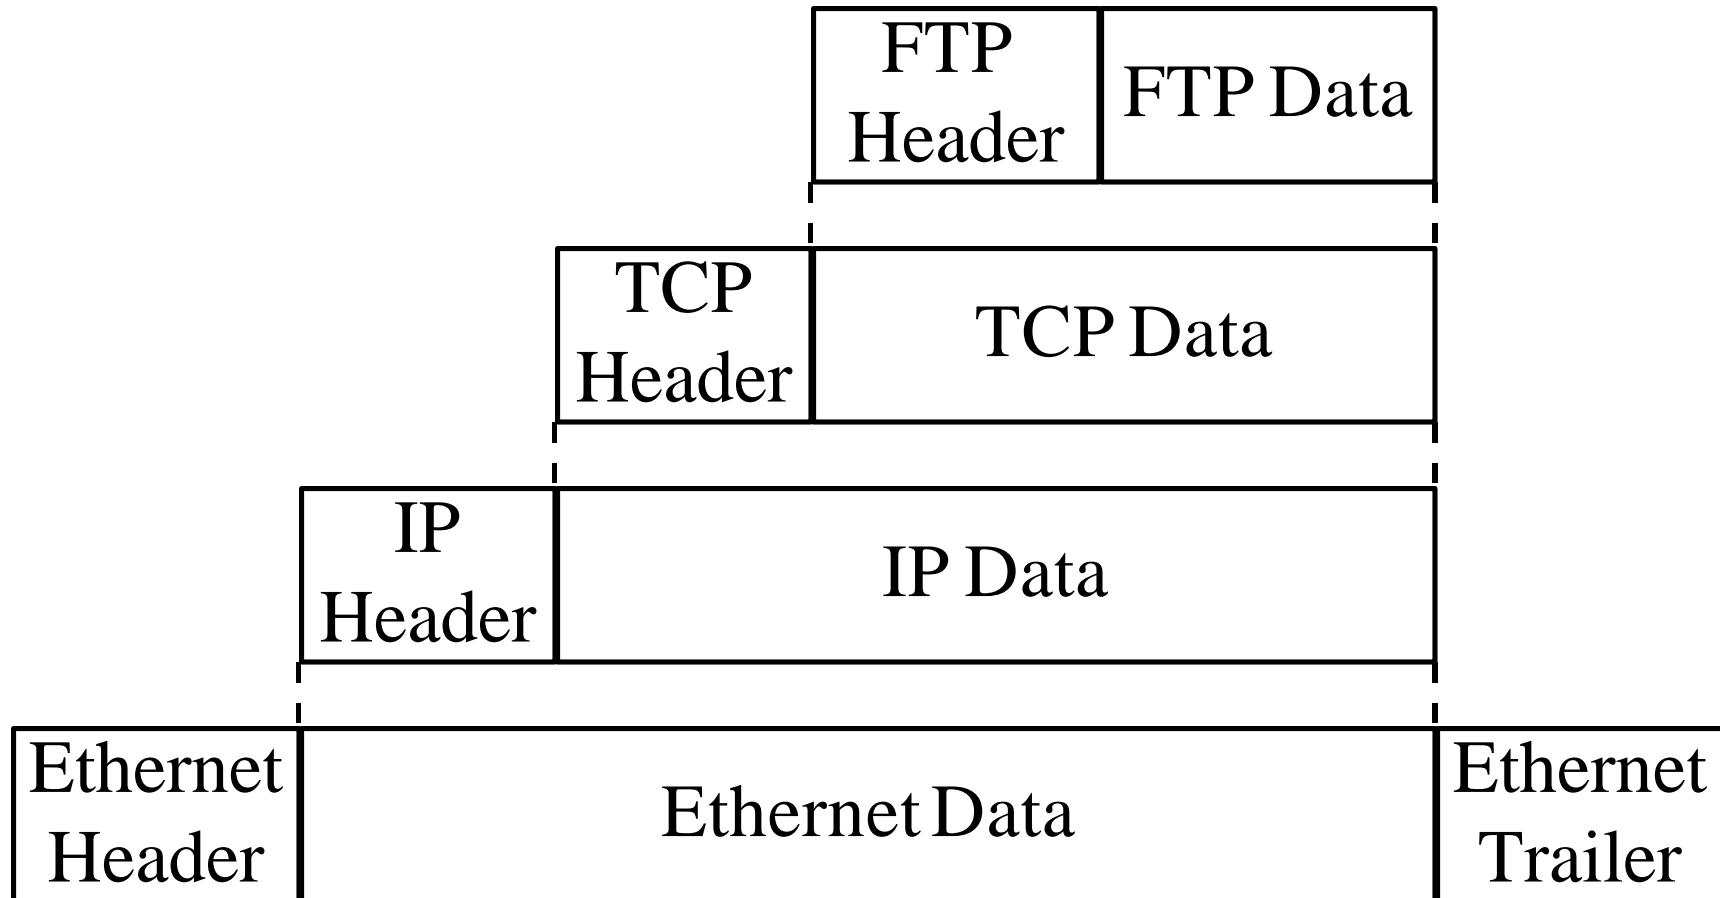 FTP
Header
FTP Data
TCP
Header
TCP Data
IP
Header
IP Data
Ethernet
Header
Ethernet Data
Ethernet
Trailer